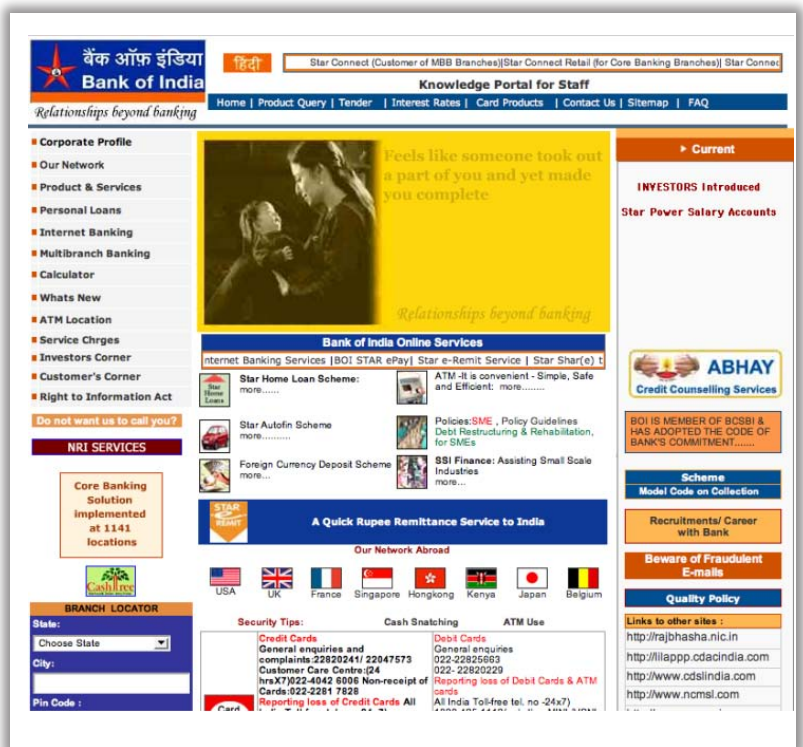 बैंक ऑफ़ इंडिया
Bank of India
Relationships beyond banking
हिंदी
Star Connect (Customer of MBB Branches)|Star Connect Retail (for Core Banking Branches)| Star Connec
Knowledge Portal for Staff
Home | Product Query | Tender | Interest Rates | Card Products | Contact Us | Sitemap | FAQ
Corporate Profile
Our Network
Product & Services
Personal Loans
Internet Banking
Multibranch Banking
Calculator
Whats New
ATM Location
Service Chrges
Investors Corner
Customer's Corner
Right to Information Act
Do not want us to call you?
NRI SERVICES
Core Banking
Solution
implemented
at 1141
locations
CashTree
BRANCH LOCATOR
State:
Choose State
City:
Pin Code :
Feels like someone took out
a part of you and yet made
you complete
Relationships beyond banking
Bank of India Online Services
nternet Banking Services |BOI STAR ePay| Star e-Remit Service | Star Shar(e) t
Star
Home
Loans
Star Home Loan Scheme:
more......
ATM -It is convenient - Simple, Safe
and Efficient: more........
Star Autofin Scheme
more..........
Policies:SME , Policy Guidelines
Debt Restructuring & Rehabilitation,
for SMEs
Foreign Currency Deposit Scheme
more...
SSI Finance: Assisting Small Scale
Industries
more...
STAR
REMIT
A Quick Rupee Remittance Service to India
Our Network Abroad
USA UK France Singapore Hongkong Kenya Japan Belgium
Security Tips: Cash Snatching ATM Use
Card
Credit Cards
General enquiries and
complaints:22820241/ 22047573
Customer Care Centre:(24
hrsX7)022-4042 6006 Non-receipt of
Cards:022-2281 7828
Reporting loss of Credit Cards All
Debit Cards
General enquiries
022-22825663
022- 22820229
Reporting loss of Debit Cards & ATM
cards
All India Toll-free tel. no -24x7)
Current
INVESTORS Introduced
Star Power Salary Accounts
ABHAY
Credit Counselling Services
BOI IS MEMBER OF BCSBI &
HAS ADOPTED THE CODE OF
BANK'S COMMITMENT.......
Scheme
Model Code on Collection
Recruitments/ Career
with Bank
Beware of Fraudulent
E-mails
Quality Policy
Links to other sites :
http://rajbhasha.nic.in
http://lilappp.cdacindia.com
http://www.cdslindia.com
http://www.ncmsl.com